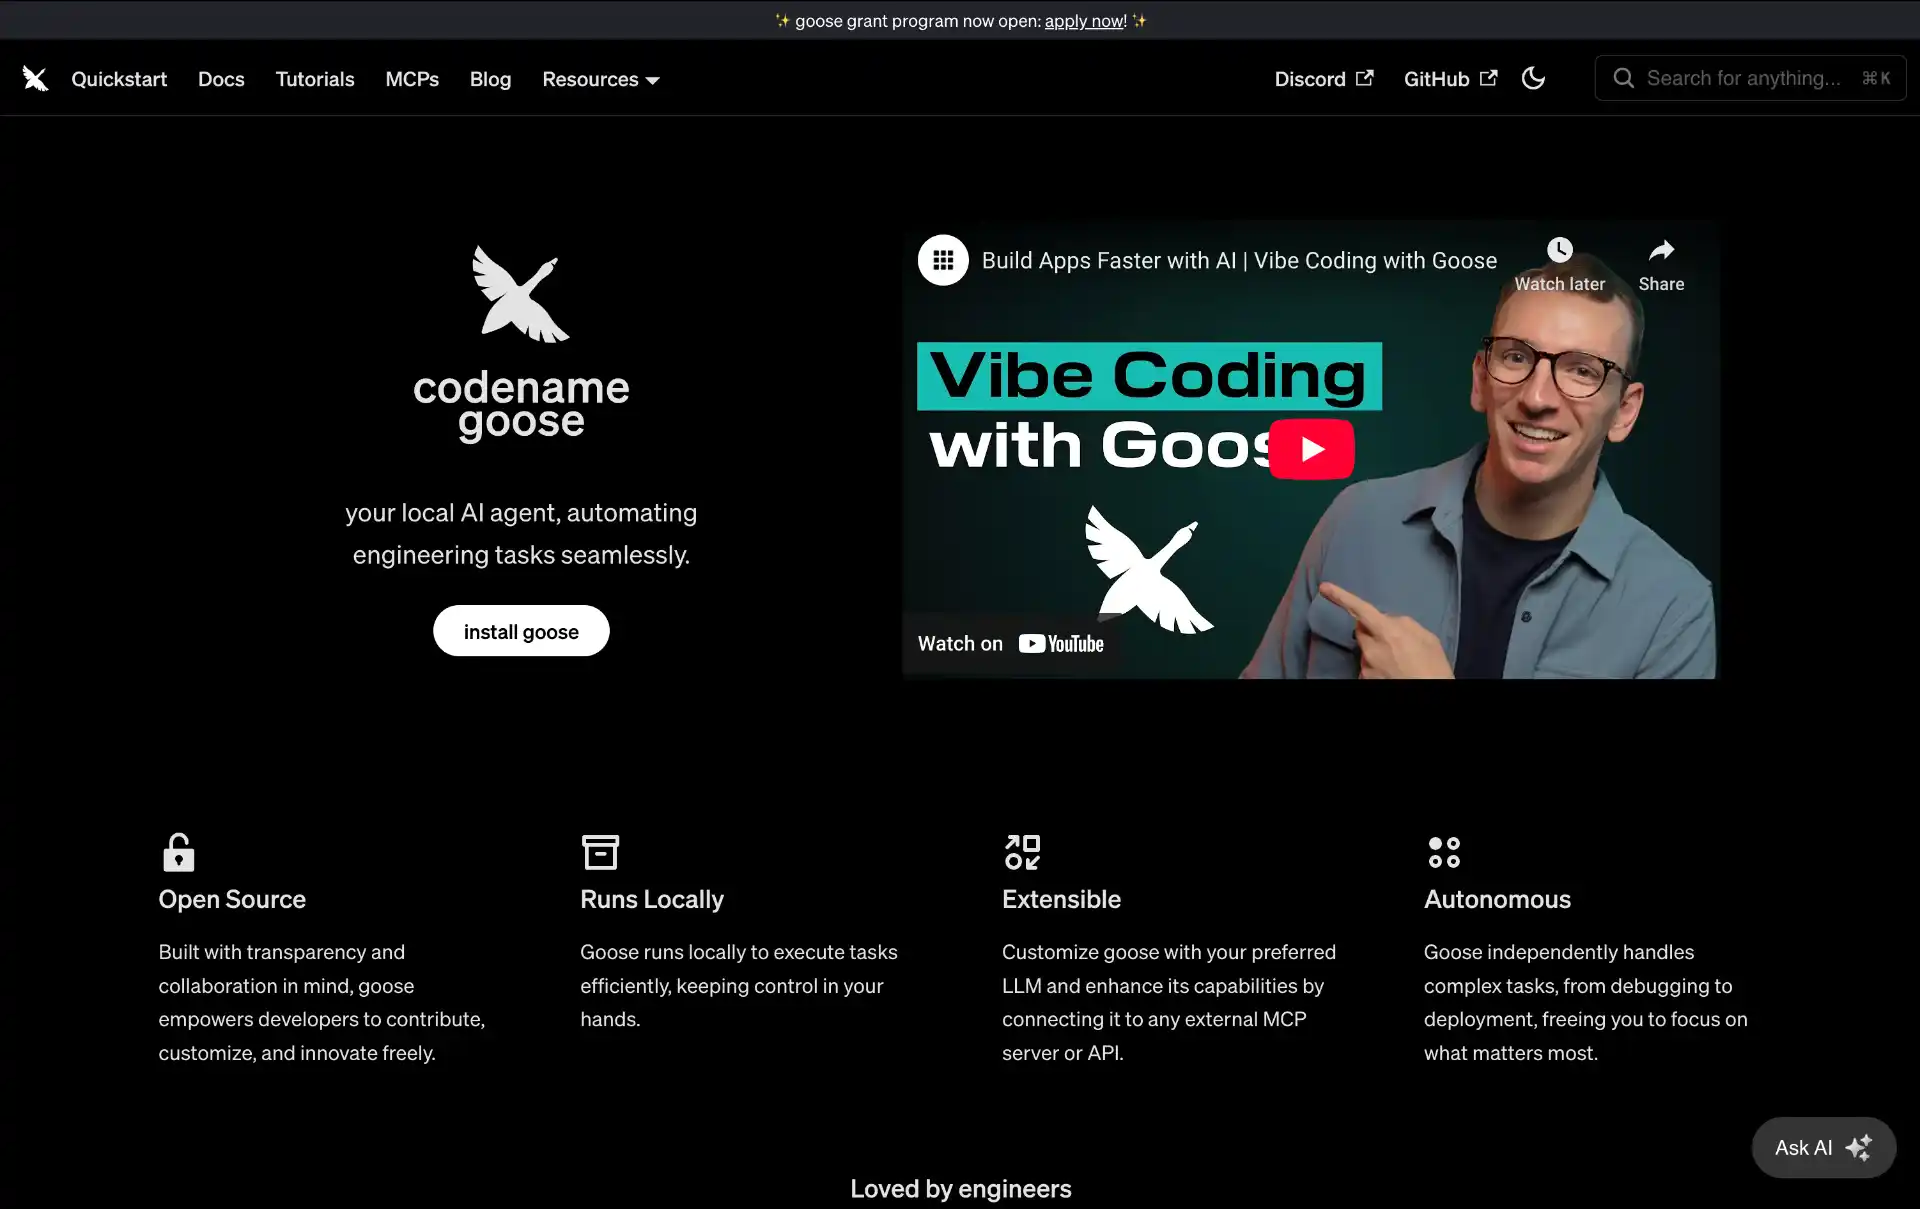 ✨ goose grant program now open: apply now! ✨
Quickstart
Docs
Tutorials
MCPs
Blog
Resources
Discord
GitHub
Search for anything...
⌘K
codename
goose
your local AI agent, automating
engineering tasks seamlessly.
install goose
Build Apps Faster with AI | Vibe Coding with Goose
Watch later
Share
Vibe Coding
with Goos
Watch on YouTube
Open Source
Built with transparency and
collaboration in mind, goose
empowers developers to contribute,
customize, and innovate freely.
Runs Locally
Goose runs locally to execute tasks
efficiently, keeping control in your
hands.
Extensible
Customize goose with your preferred
LLM and enhance its capabilities by
connecting it to any external MCP
server or API.
Autonomous
Goose independently handles
complex tasks, from debugging to
deployment, freeing you to focus on
what matters most.
Ask AI
Loved by engineers